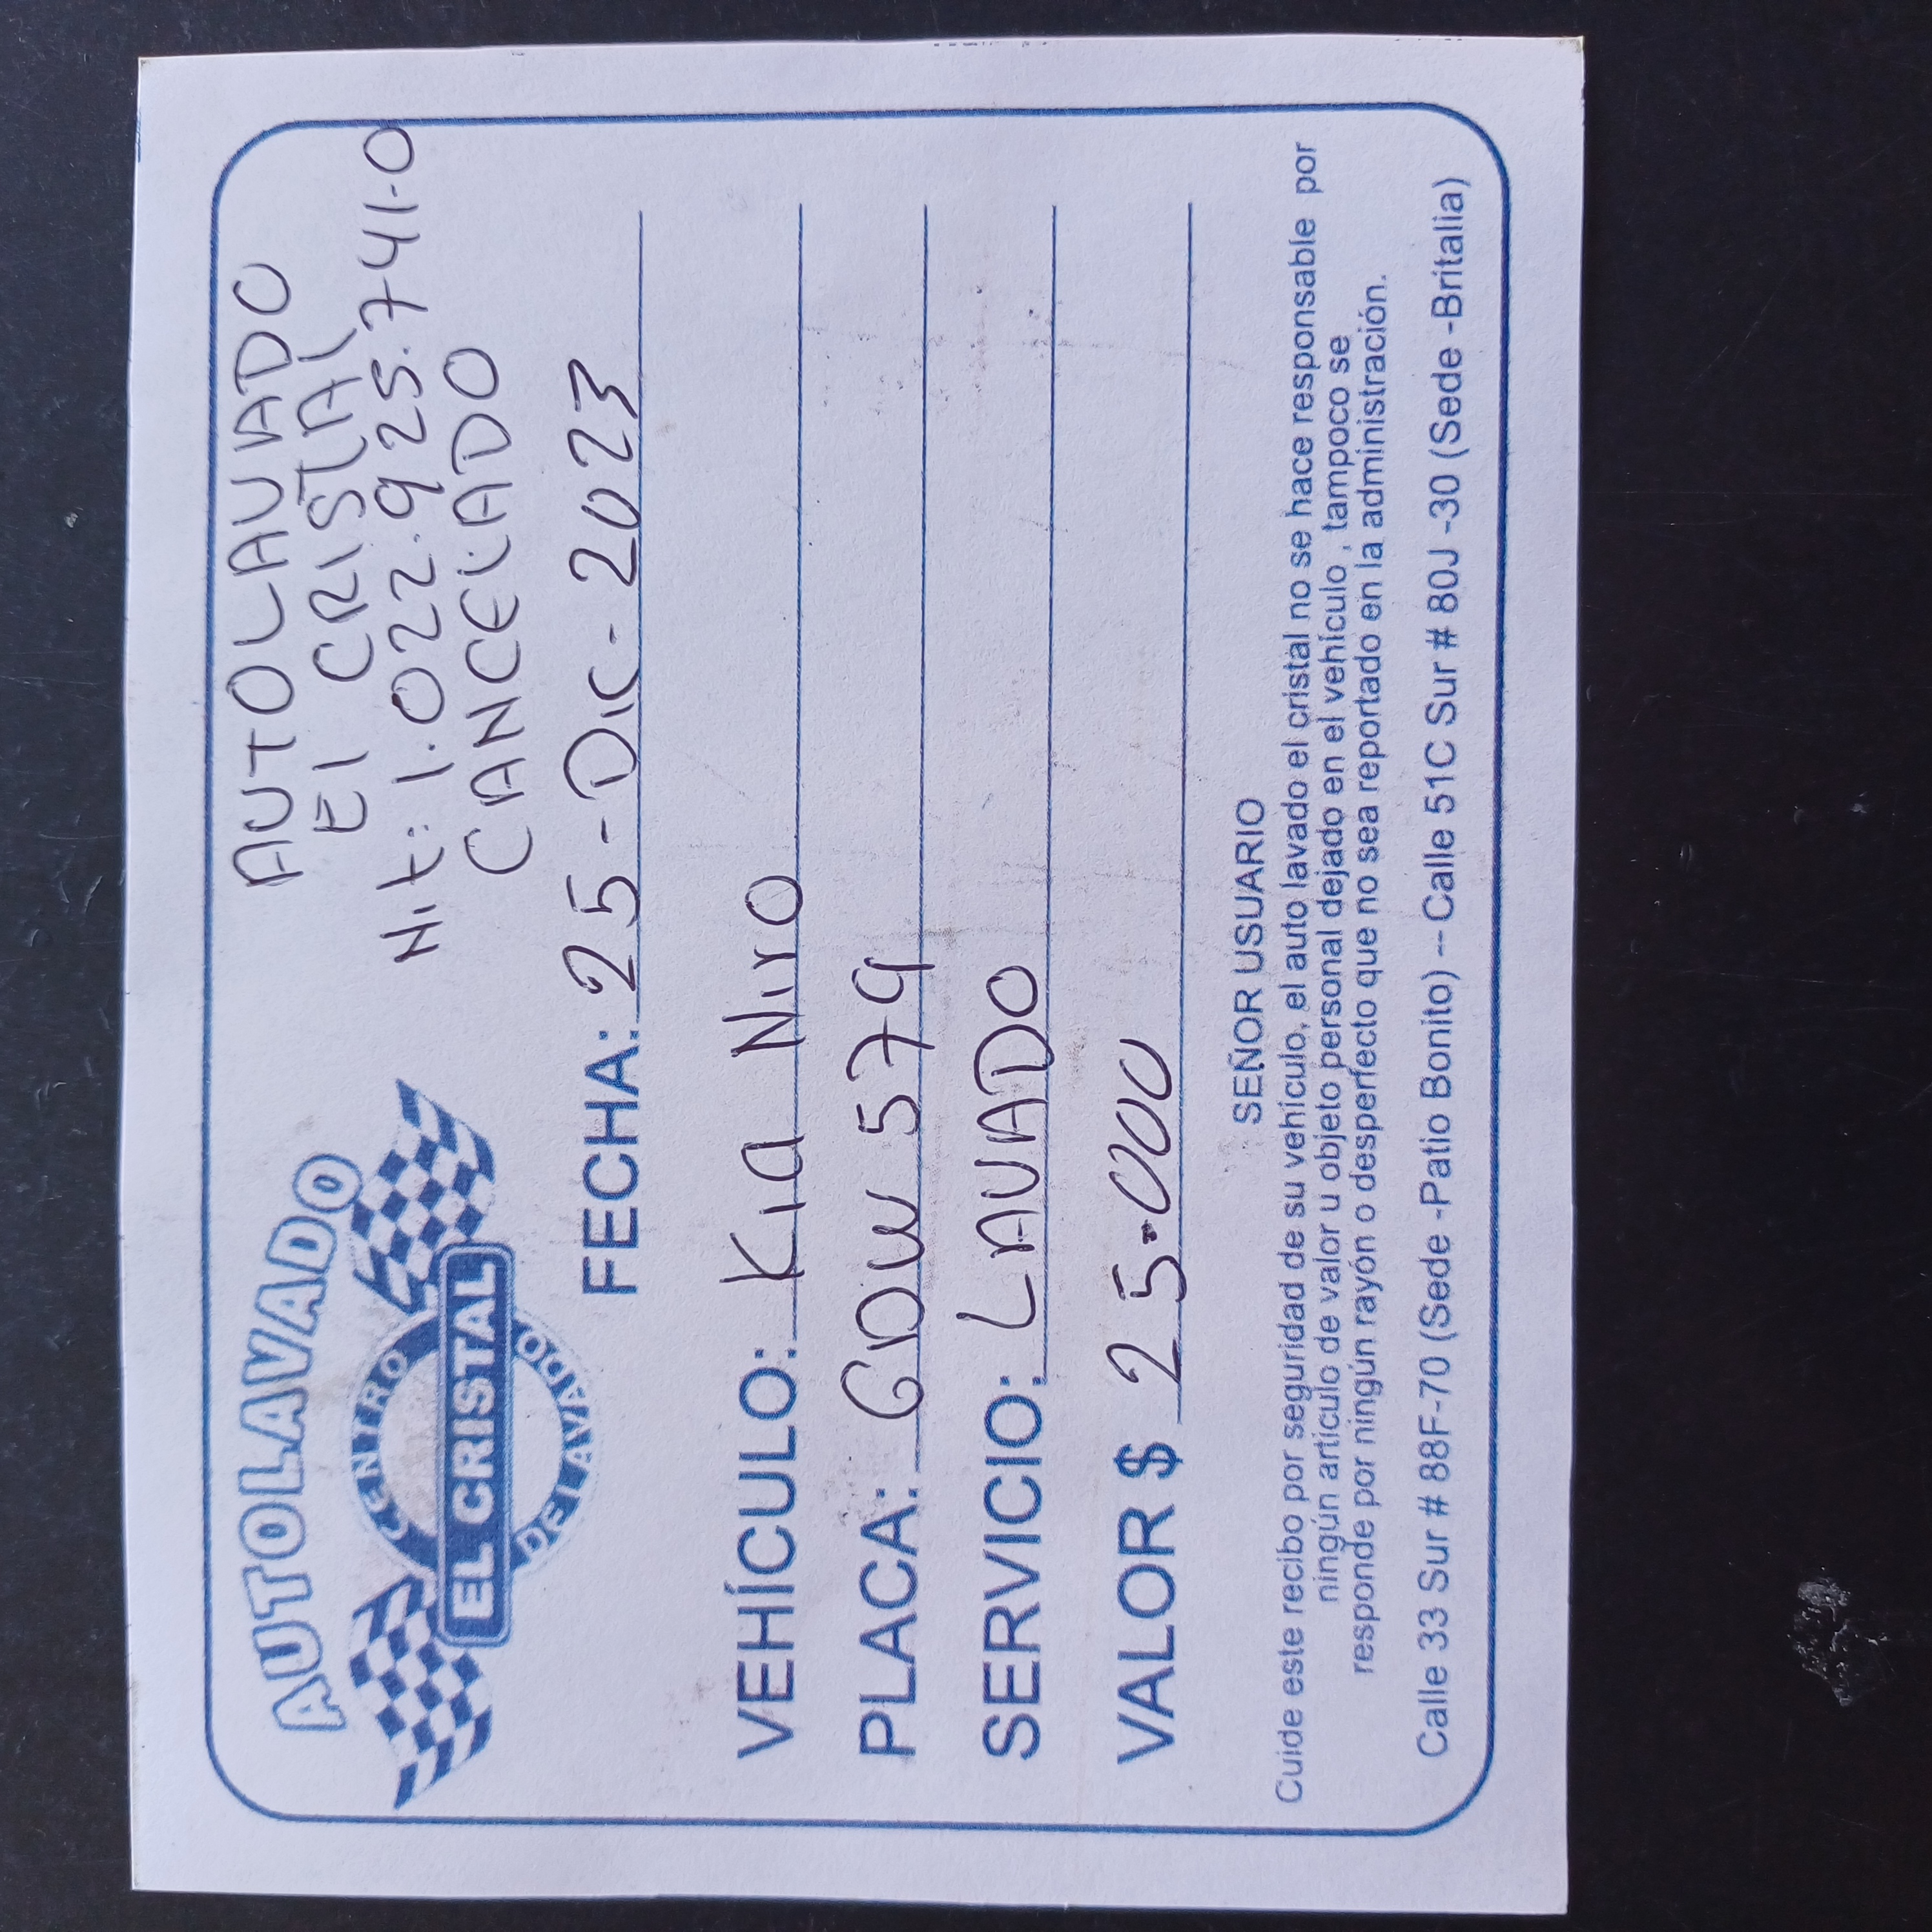 AUTOLAVADO
CENTRO
EL CRISTAL
DE LAVADO
AUTOLAVADO
El CRISTAl
Nit: 1.022.925.741-0
CANCElADO
FECHA: 25-Dic-2023
VEHÍCULO: Kia Niro
PLACA: GDW 579
SERVICIO: LAVADO
VALOR $ 25.000
SEÑOR USUARIO
Cuide este recibo por seguridad de su vehículo, el auto lavado el cristal no se hace responsable por
ningún artículo de valor u objeto personal dejado en el vehículo , tampoco se
responde por ningún rayón o desperfecto que no sea reportado en la administración.
Calle 33 Sur # 88F-70 (Sede -Patio Bonito) -- Calle 51C Sur # 80J -30 (Sede -Britalia)